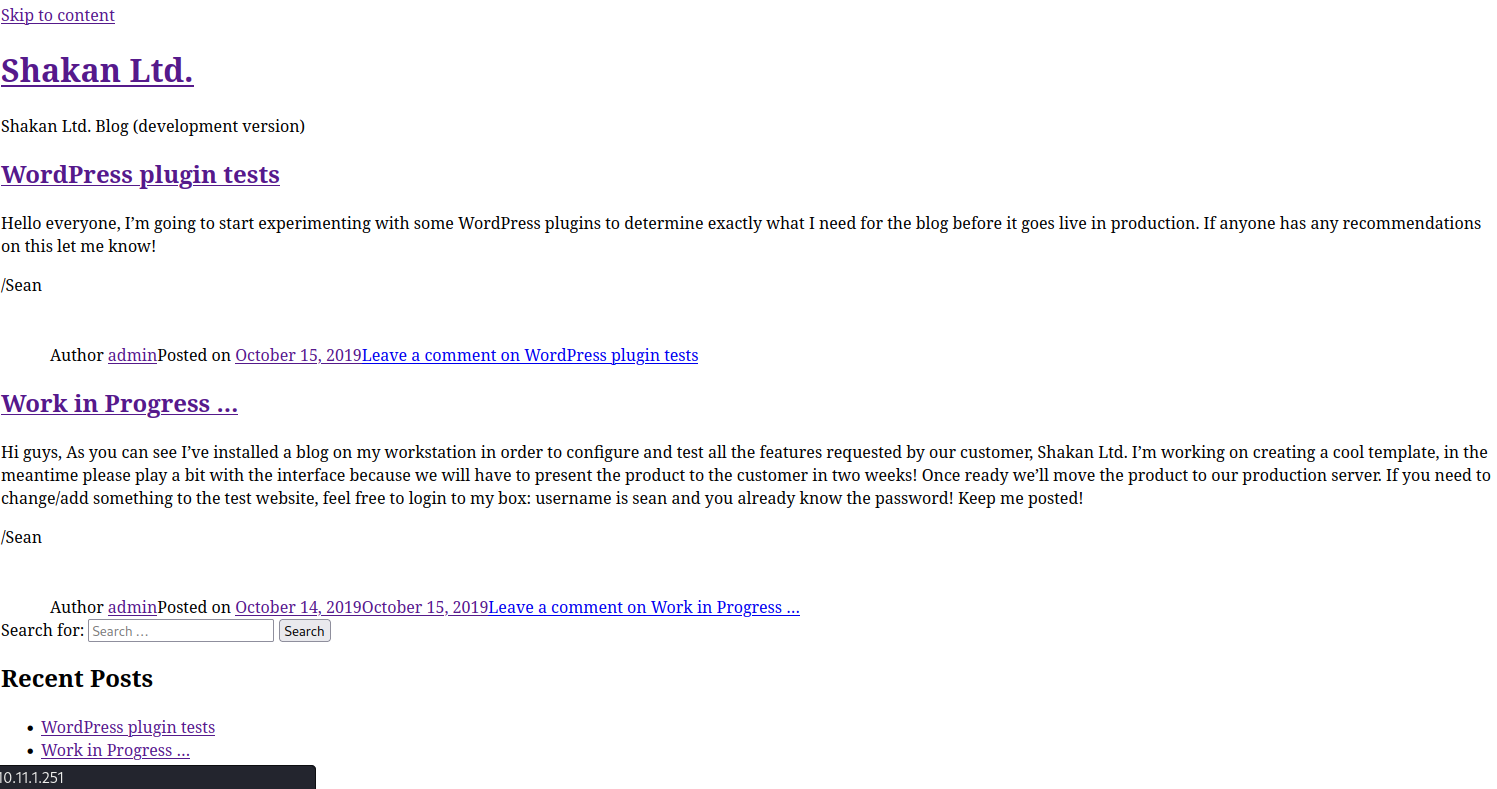 Skip to content
Shakan Ltd.
Shakan Ltd. Blog (development version)
WordPress plugin tests
Hello everyone, I’m going to start experimenting with some WordPress plugins to determine exactly what I need for the blog before it goes live in production. If anyone has any recommendations
on this let me know!
/Sean
Author adminPosted on October 15, 2019Leave a comment on WordPress plugin tests
Work in Progress …
Hi guys, As you can see I’ve installed a blog on my workstation in order to configure and test all the features requested by our customer, Shakan Ltd. I’m working on creating a cool template, in the
meantime please play a bit with the interface because we will have to present the product to the customer in two weeks! Once ready we’ll move the product to our production server. If you need to
change/add something to the test website, feel free to login to my box: username is sean and you already know the password! Keep me posted!
/Sean
Author adminPosted on October 14, 2019October 15, 2019Leave a comment on Work in Progress …
Search for: Search … Search
Recent Posts
• WordPress plugin tests
• Work in Progress …
10.11.1.251